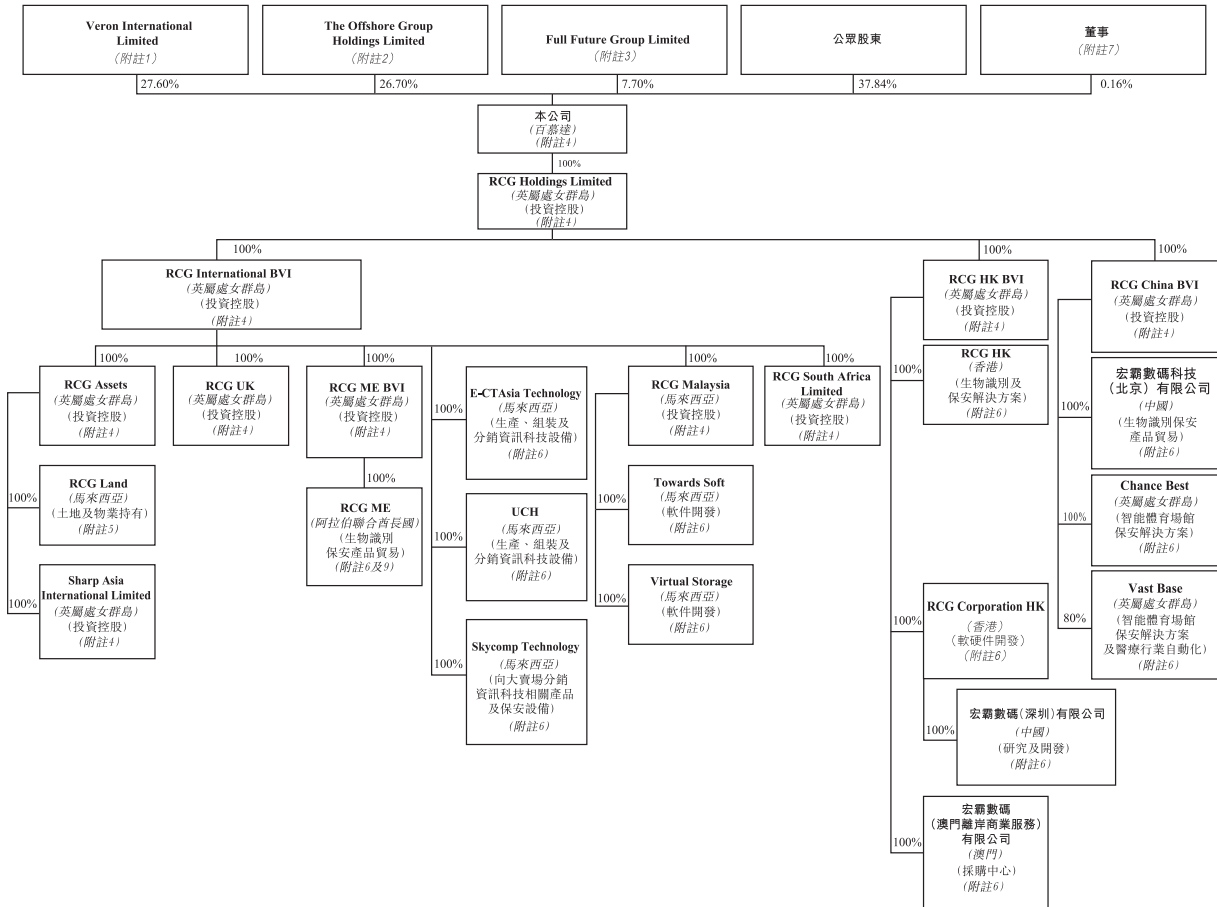 Veron International
Limited
(附註1)
The Offshore Group
Holdings Limited
(附註2)
Full Future Group Limited
(附註3)
公眾股東
董事
(附註7)
27.60%
26.70%
7.70%
37.84%
0.16%
本公司
(百慕達)
(附註4)
100%
RCG Holdings Limited
(英屬處女群島)
(投資控股)
(附註4)
100%
100%
100%
RCG International BVI
(英屬處女群島)
(投資控股)
(附註4)
RCG HK BVI
(英屬處女群島)
(投資控股)
(附註4)
RCG China BVI
(英屬處女群島)
(投資控股)
(附註4)
100%
100%
100%
100%
100%
RCG Assets
(英屬處女群島)
(投資控股)
(附註4)
RCG UK
(英屬處女群島)
(投資控股)
(附註4)
RCG ME BVI
(英屬處女群島)
(投資控股)
(附註4)
100%
E-CTAsia Technology
(馬來西亞)
(生產、組裝及
分銷資訊科技設備)
(附註6)
RCG Malaysia
(馬來西亞)
(投資控股)
(附註4)
RCG South Africa
Limited
(英屬處女群島)
(投資控股)
(附註4)
100%
RCG HK
(香港)
(生物識別及
保安解決方案)
(附註6)
100%
宏霸數碼科技
(北京)有限公司
(中國)
(生物識別保安
產品貿易)
(附註6)
100%
RCG Land
(馬來西亞)
(土地及物業持有)
(附註5)
100%
RCG ME
(阿拉伯聯合酋長國)
(生物識別
保安產品貿易)
(附註6及9)
100%
UCH
(馬來西亞)
(生產、組裝及
分銷資訊科技設備)
(附註6)
100%
Towards Soft
(馬來西亞)
(軟件開發)
(附註6)
100%
Chance Best
(英屬處女群島)
(智能體育場館
保安解決方案)
(附註6)
100%
Sharp Asia
International Limited
(英屬處女群島)
(投資控股)
(附註4)
100%
Virtual Storage
(馬來西亞)
(軟件開發)
(附註6)
100%
RCG Corporation HK
(香港)
(軟硬件開發)
(附註6)
80%
Vast Base
(英屬處女群島)
(智能體育場館
保安解決方案
及醫療行業自動化)
(附註6)
100%
Skycomp Technology
(馬來西亞)
(向大賣場分銷
資訊科技相關產品
及保安設備)
(附註6)
100%
宏霸數碼(深圳)有限公司
(中國)
(研究及開發)
(附註6)
100%
宏霸數碼
(澳門離岸商業服務)
有限公司
(澳門)
(採購中心)
(附註6)